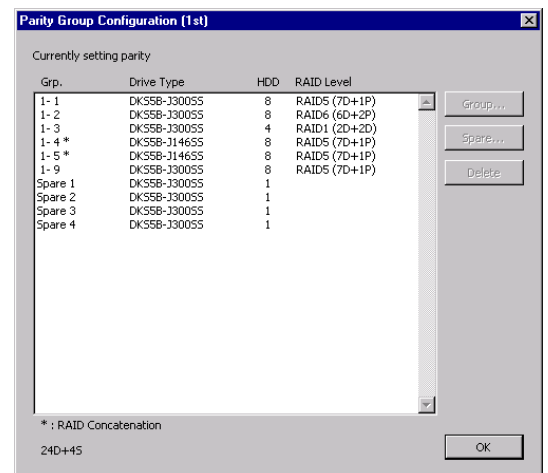 Parity Group Configuration (1st)
Currently setting parity
Grp. Drive Type HDD RAID Level
1- 1 DKS5B-J300SS 8 RAID5 (7D+1P)
1- 2 DKS5B-J300SS 8 RAID6 (6D+2P)
1- 3 DKS5B-J300SS 4 RAID1 (2D+2D)
1- 4 * DKS5B-J146SS 8 RAID5 (7D+1P)
1- 5 * DKS5B-J146SS 8 RAID5 (7D+1P)
1- 9 DKS5B-J300SS 8 RAID5 (7D+1P)
Spare 1 DKS5B-J300SS 1
Spare 2 DKS5B-J300SS 1
Spare 3 DKS5B-J300SS 1
Spare 4 DKS5B-J300SS 1
Group...
Spare...
Delete
* : RAID Concatenation
24D+4S
OK